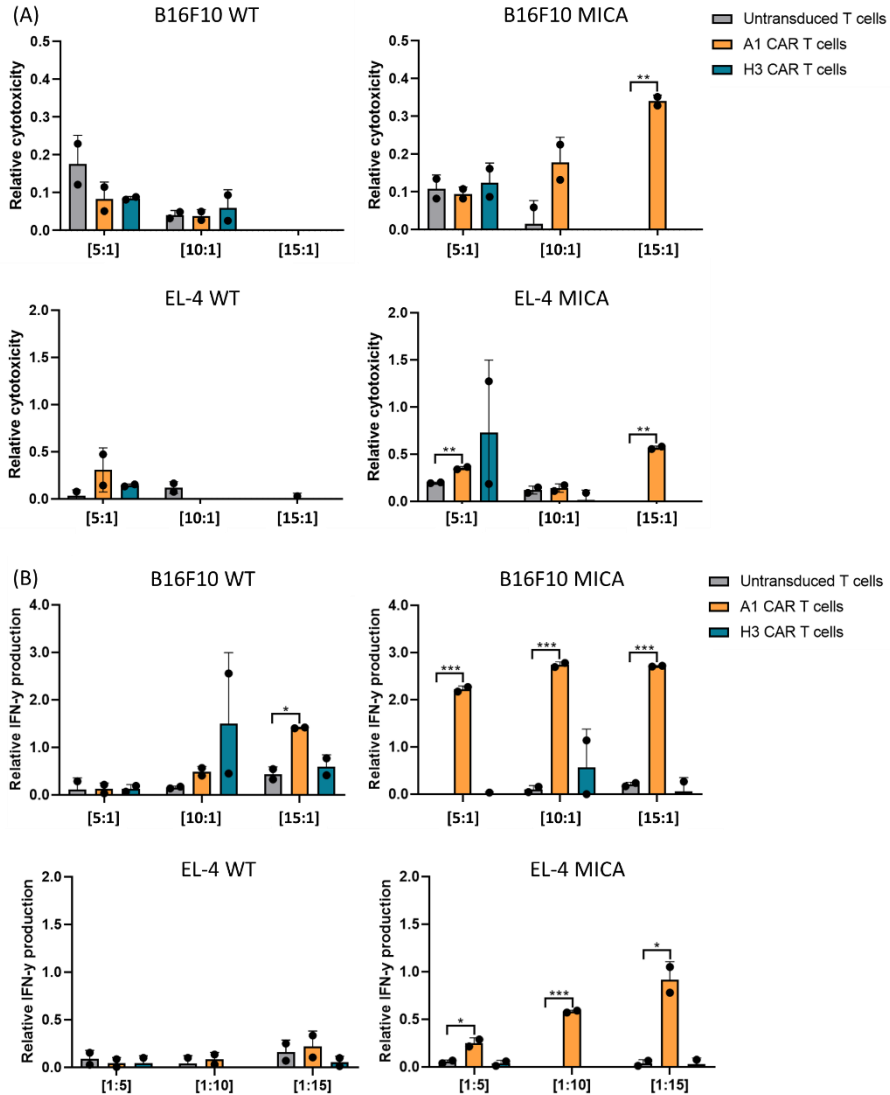 (A)
B16F10 WT
B16F10 MICA
Untransduced T cells
A1 CAR T cells
H3 CAR T cells
Relative cytotoxicity
0.5
0.4
0.3
0.2
0.1
0.0
[5:1] [10:1] [15:1]
Relative cytotoxicity
0.5
0.4
0.3
0.2
0.1
0.0
**
[5:1] [10:1] [15:1]
EL-4 WT
EL-4 MICA
Relative cytotoxicity
2.0
1.5
1.0
0.5
0.0
[5:1] [10:1] [15:1]
Relative cytotoxicity
2.0
1.5
1.0
0.5
0.0
** **
[5:1] [10:1] [15:1]
(B)
B16F10 WT
B16F10 MICA
Untransduced T cells
A1 CAR T cells
H3 CAR T cells
Relative IFN-y production
4.0
3.0
2.0
1.0
0.0
*
[5:1] [10:1] [15:1]
Relative IFN-y production
4.0
3.0
2.0
1.0
0.0
*** *** ***
[5:1] [10:1] [15:1]
EL-4 WT
EL-4 MICA
Relative IFN-y production
2.0
1.5
1.0
0.5
0.0
[1:5] [1:10] [1:15]
Relative IFN-y production
2.0
1.5
1.0
0.5
0.0
* *** *
[1:5] [1:10] [1:15]